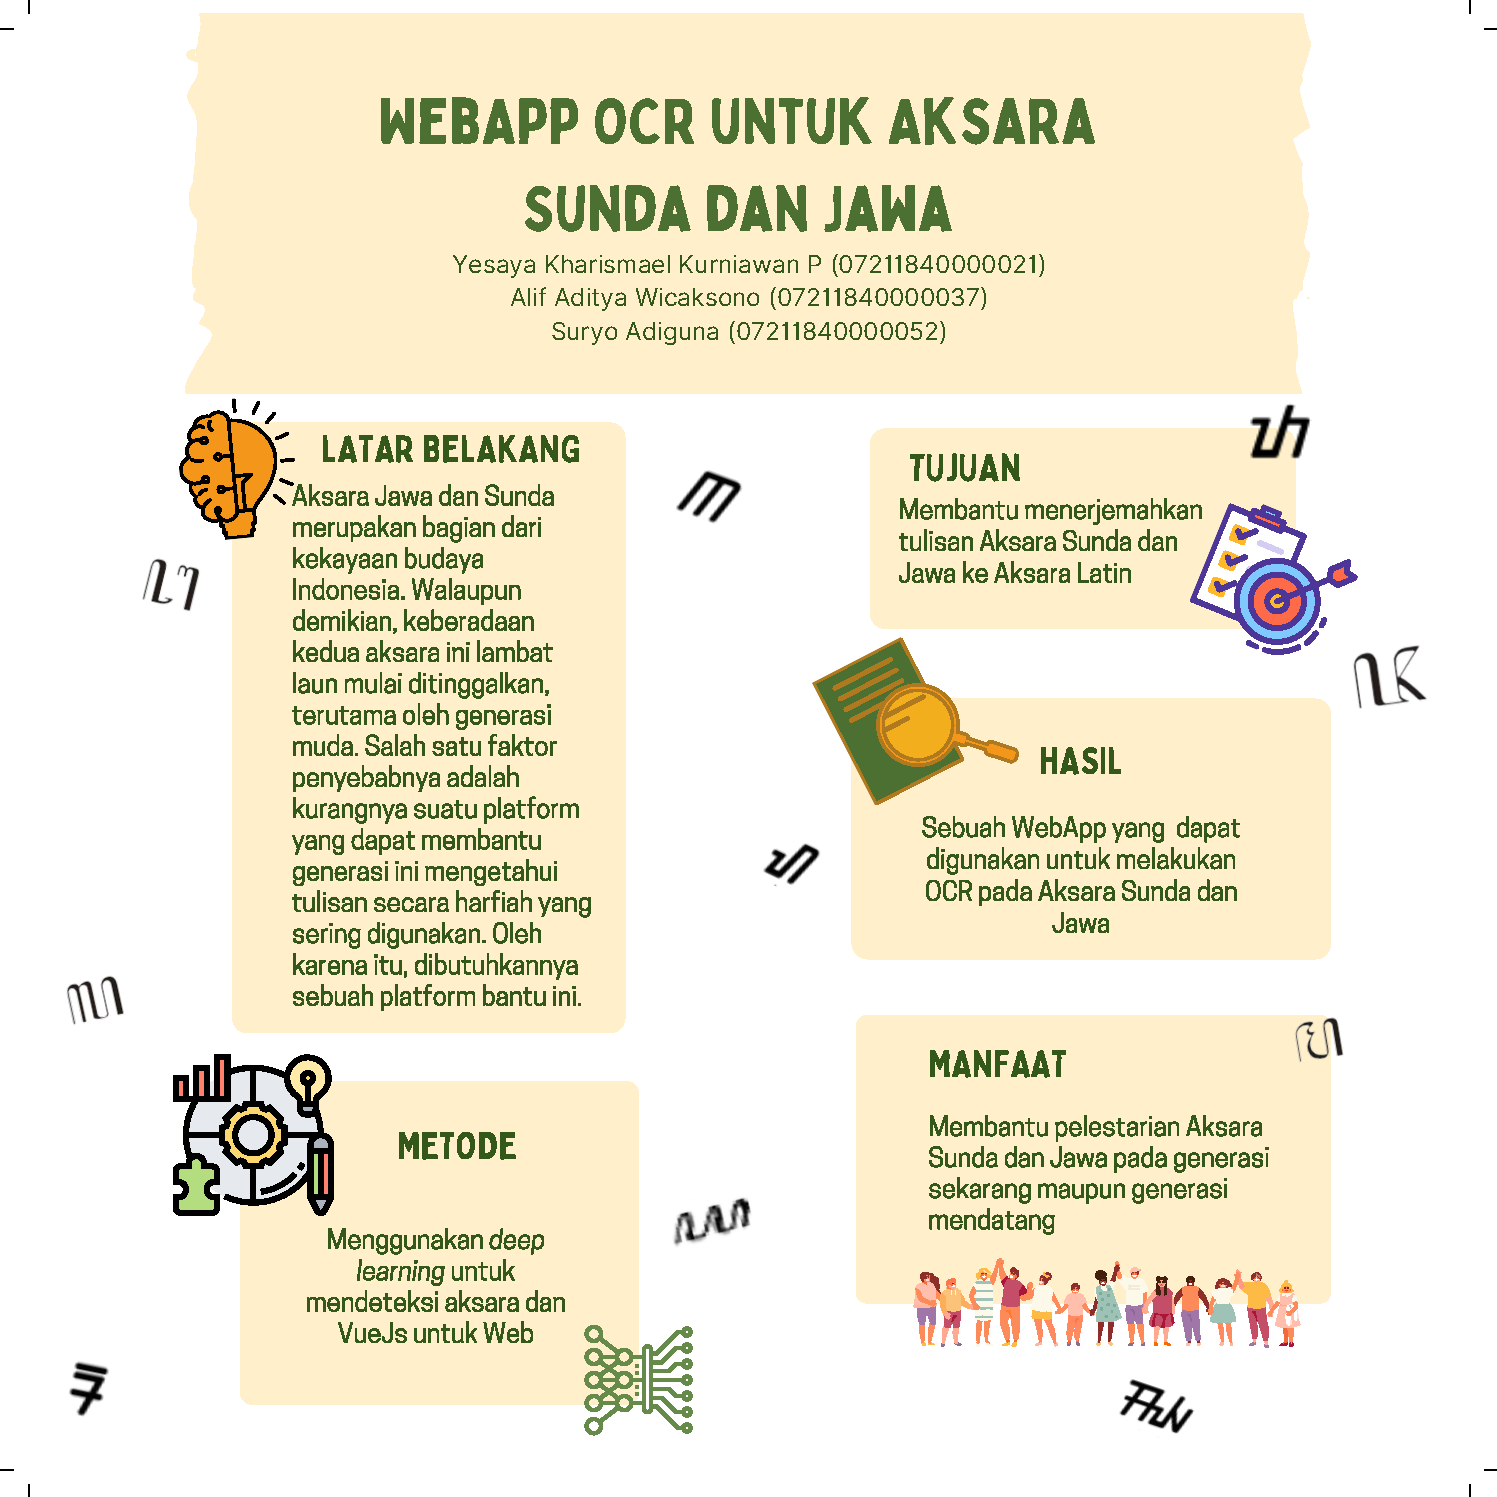 WEBAPP OCR UNTUK AKSARA
SUNDA DAN JAWA
Yesaya Kharismael Kurniawan P (07211840000021)
Alif Aditya Wicaksono (07211840000037)
Suryo Adiguna (07211840000052)
LATAR BELAKANG
Aksara Jawa dan Sunda
merupakan bagian dari
kekayaan budaya
Indonesia. Walaupun
demikian, keberadaan
kedua aksara ini lambat
laun mulai ditinggalkan,
terutama oleh generasi
muda. Salah satu faktor
penyebabnya adalah
kurangnya suatu platform
yang dapat membantu
generasi ini mengetahui
tulisan secara harfiah yang
sering digunakan. Oleh
karena itu, dibutuhkannya
sebuah platform bantu ini.
METODE
Menggunakan deep
learning untuk
mendeteksi aksara dan
VueJs untuk Web
TUJUAN
Membantu menerjemahkan
tulisan Aksara Sunda dan
Jawa ke Aksara Latin
HASIL
Sebuah WebApp yang dapat
digunakan untuk melakukan
OCR pada Aksara Sunda dan
Jawa
MANFAAT
Membantu pelestarian Aksara
Sunda dan Jawa pada generasi
sekarang maupun generasi
mendatang